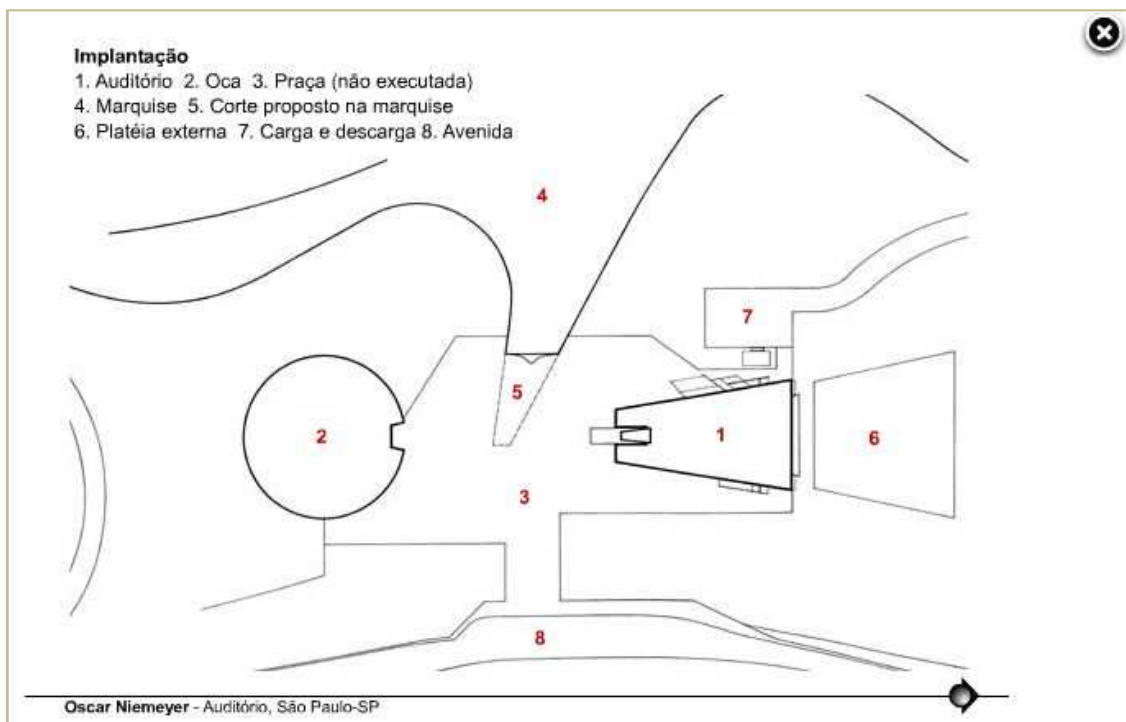 Implantação
1. Auditório 2. Oca 3. Praça (não executada)
4. Marquise 5. Corte proposto na marquise
6. Platéia externa 7. Carga e descarga 8. Avenida
4
7
5
2
1
6
3
8
Oscar Niemeyer - Auditório, São Paulo-SP